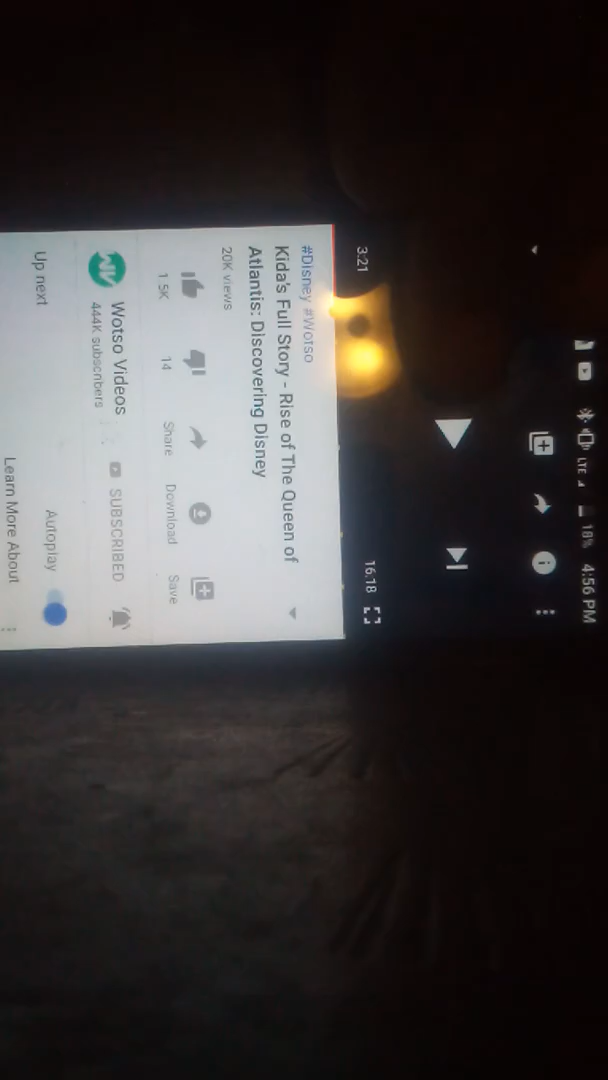 LTE 18% 4:56 PM
3:21 16:18
#Disney #Wotso
Kida's Full Story - Rise of The Queen of
Atlantis: Discovering Disney
20K views
1.5K 14 Share Download Save
Wotso Videos
444K subscribers
SUBSCRIBED
Up next
Autoplay
Learn More About